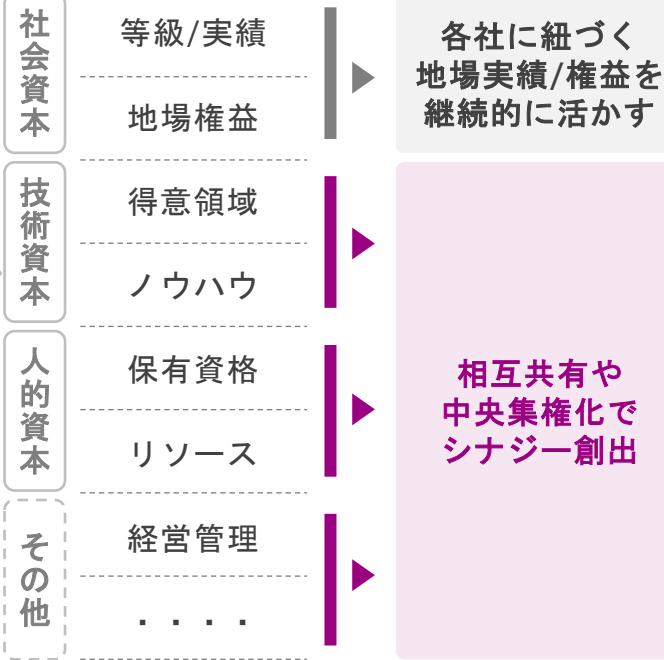 社会資本
等級/実績
地場権益
各社に紐づく
地場実績/権益を
継続的に活かす
技術資本
得意領域
ノウハウ
人的資本
保有資格
リソース
その他
経営管理
・・・・
相互共有や
中央集権化で
シナジー創出